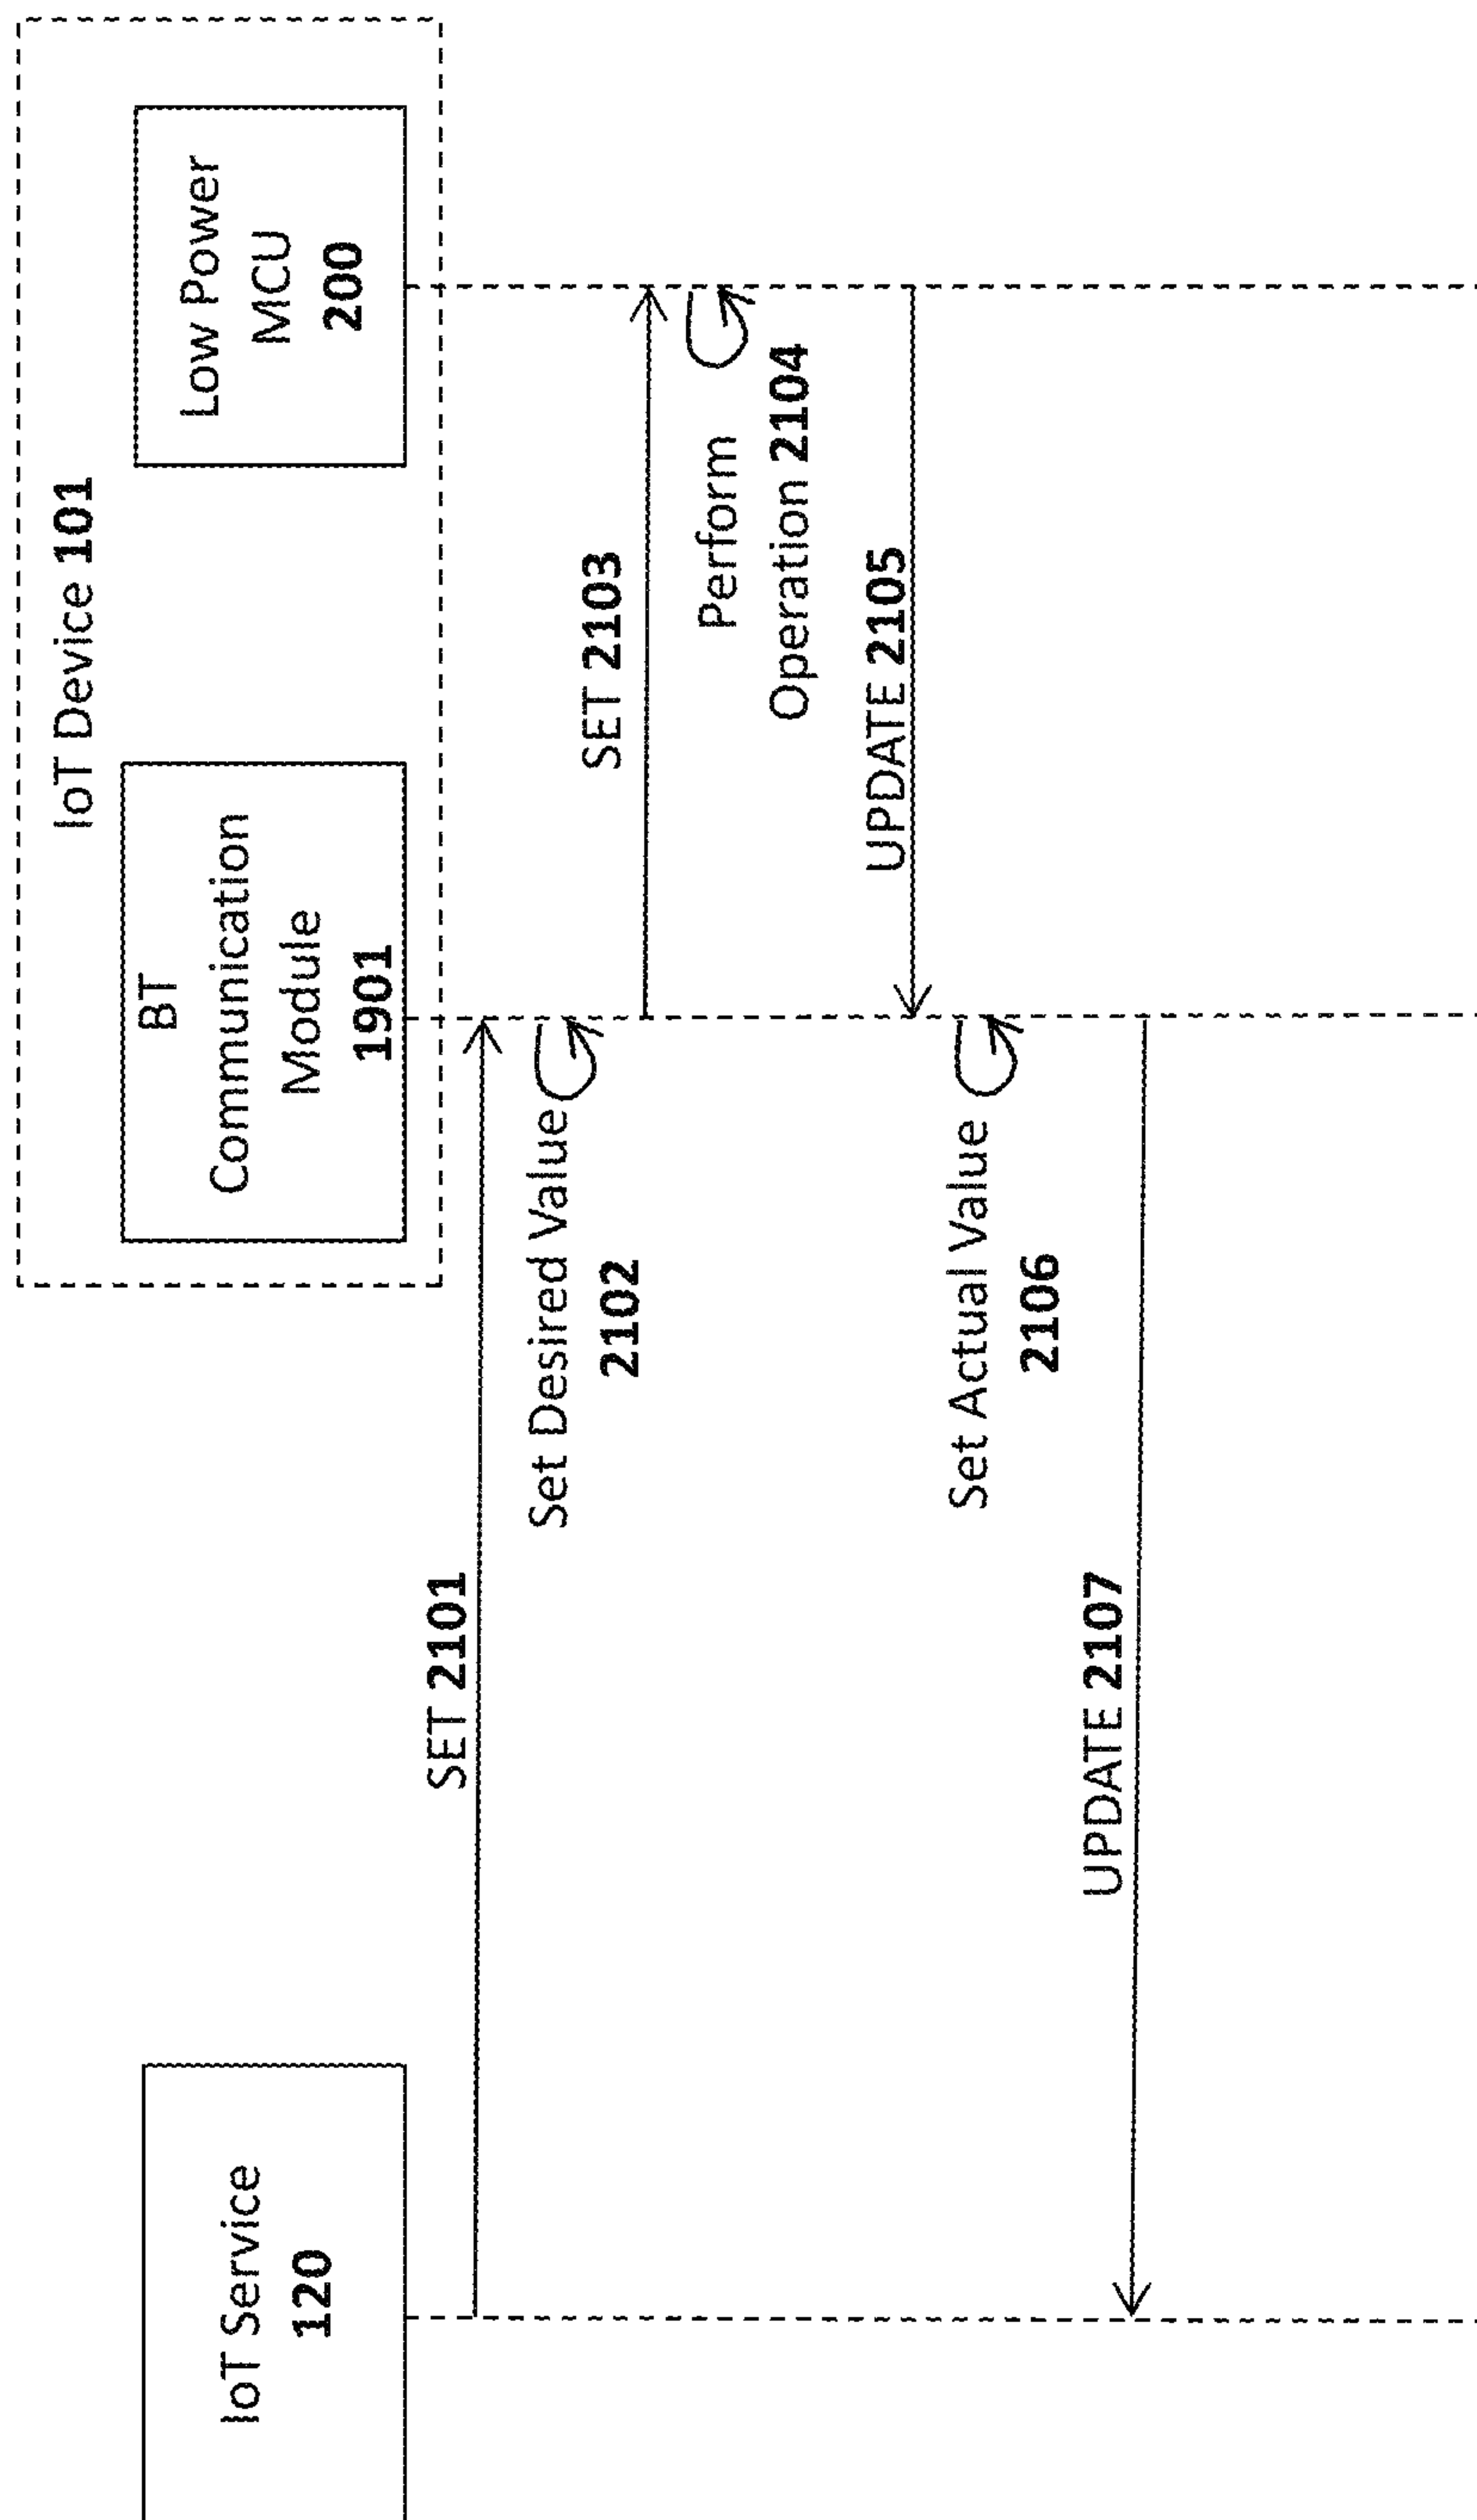 IoT Device 101
IoT Service
120
BT
Communication
Module
1901
Low Power
MCU
200
SET 2101
Set Desired Value
2102
SET 2103
Perform
Operation 2104
UPDATE 2105
Set Actual Value
2106
UPDATE 2107